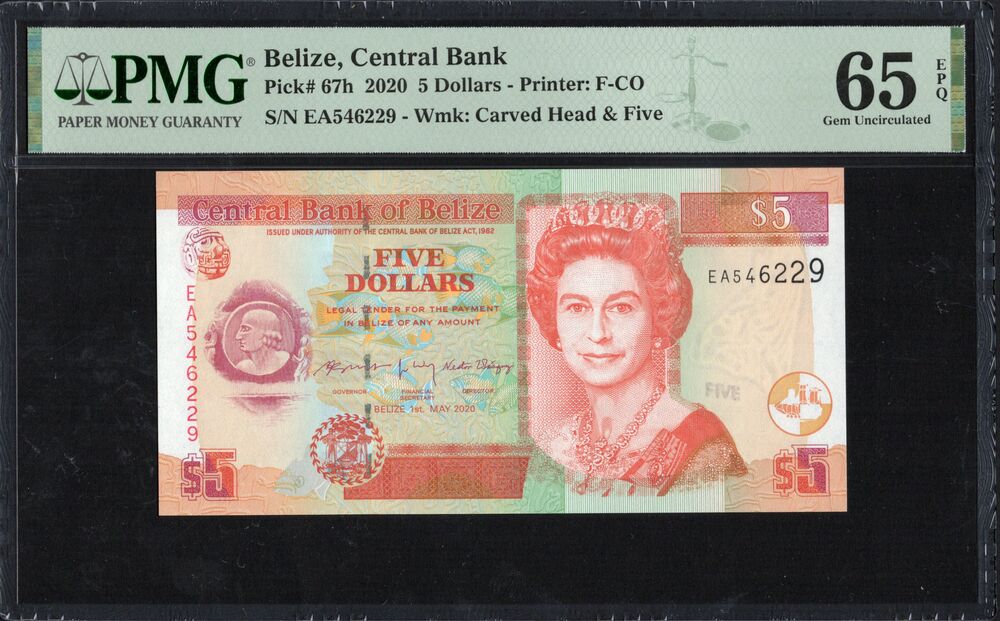 PMG®
PAPER MONEY GUARANTY
Belize, Central Bank
Pick# 67h 2020 5 Dollars - Printer: F-CO
S/N EA546229 - Wmk: Carved Head & Five
65
EPQ
Gem Uncirculated
Central Bank of Belize
ISSUED UNDER AUTHORITY OF THE CENTRAL BANK OF BELIZE ACT, 1982
$5
FIVE
DOLLARS
EA546229
LEGAL TENDER FOR THE PAYMENT
IN BELIZE OF ANY AMOUNT
EA546229
GOVERNOR
FINANCIAL
SECRETARY
DIRECTOR
BELIZE 1st. MAY 2020
FIVE
$5
$5